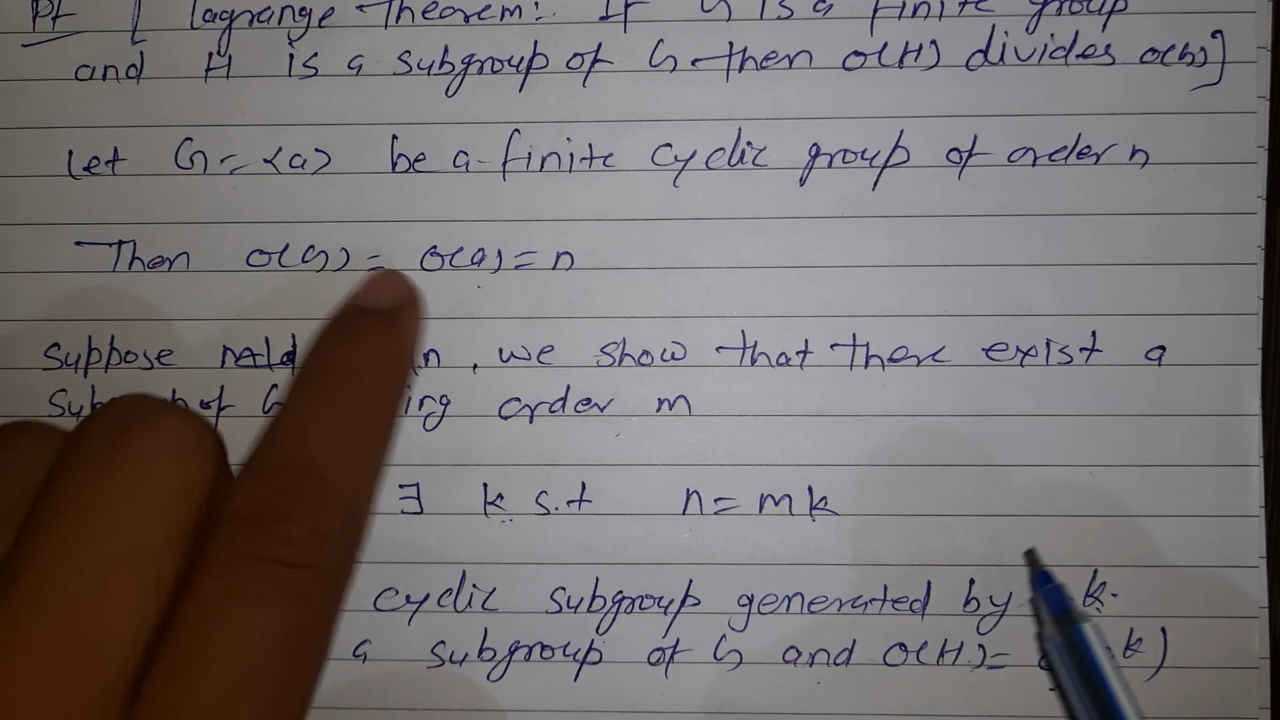 Pf [ Lagrange Theorem: If G is a finite group
and H is a subgroup of G then o(H) divides o(G)]
Let G = <a> be a finite cyclic group of order n
Then o(G) = o(a) = n
Suppose n, we show that there exist a
of G order m
∃ k s.t n = mk
cyclic subgroup generated by k.
a subgroup of G and o(H) = k)